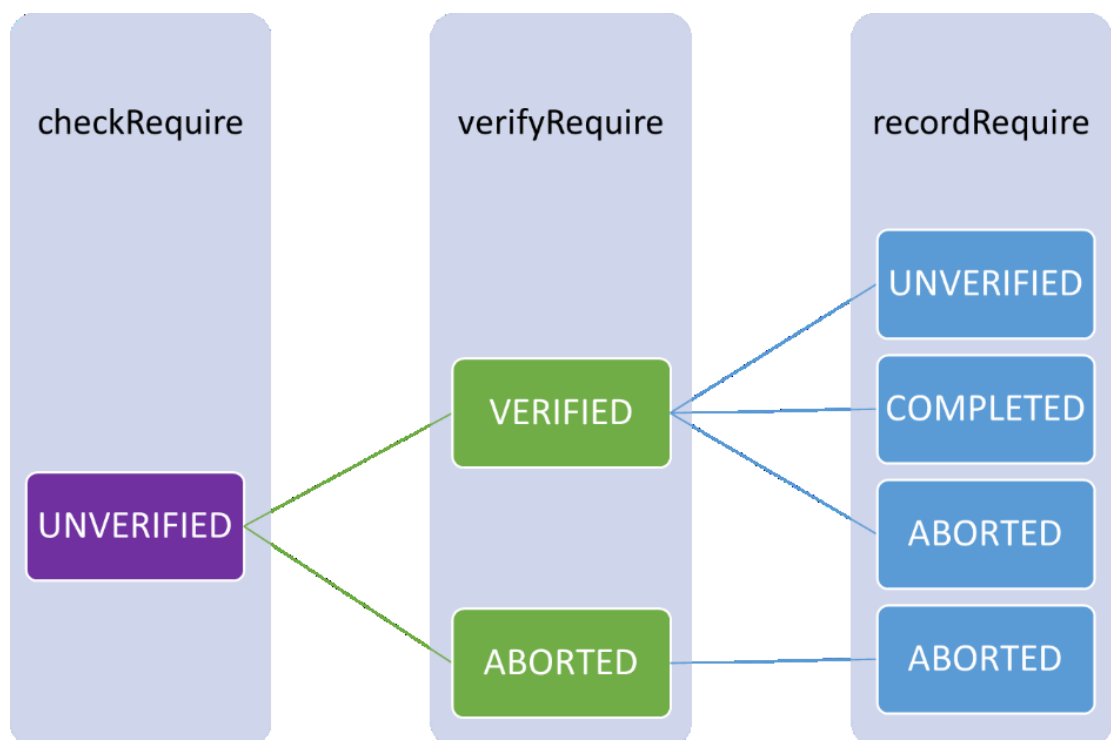 checkRequire
verifyRequire
recordRequire
UNVERIFIED
VERIFIED
ABORTED
UNVERIFIED
COMPLETED
ABORTED
ABORTED